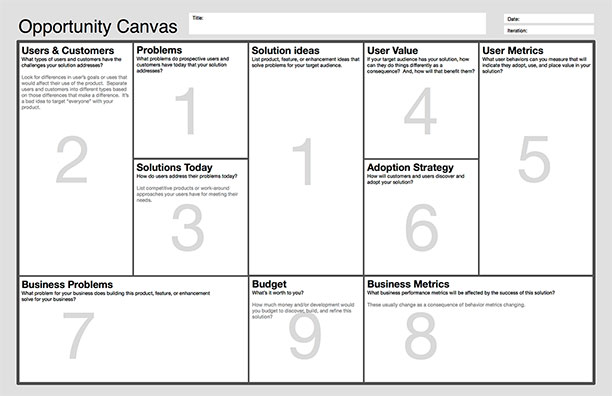 Opportunity Canvas
Title:
Date:
Iteration:
Users & Customers
What types of users and customers have the
challenges your solution addresses?
Look for differences in user's goals or uses that
would affect their use of the product.  Separate
users and customers into different types based
on those differences that make a difference.  It's
a bad idea to target "everyone" with your
product.
2
Problems
What problems do prospective users and
customers have today that your solution
addresses?
1
Solutions Today
How do users address their problems today?
List competitive products or work-around
approaches your users have for meeting their
needs.
3
Solution ideas
List product, feature, or enhancement ideas that
solve problems for your target audience.
1
User Value
If your target audience has your solution, how
can they do things differently as a
consequence?  And, how will that benefit them?
4
Adoption Strategy
How will customers and users discover and
adopt your solution?
6
User Metrics
What user behaviors can you measure that will
indicate they adopt, use, and place value in your
solution?
5
Business Problems
What problem for your business does building this product, feature, or enhancement
solve for your business?
7
Budget
What's it worth to you?
How much money and/or development would
you budget to discover, build, and refine this
solution?
9
Business Metrics
What business performance metrics will be affected by the success of this solution?
These usually change as a consequence of behavior metrics changing.
8